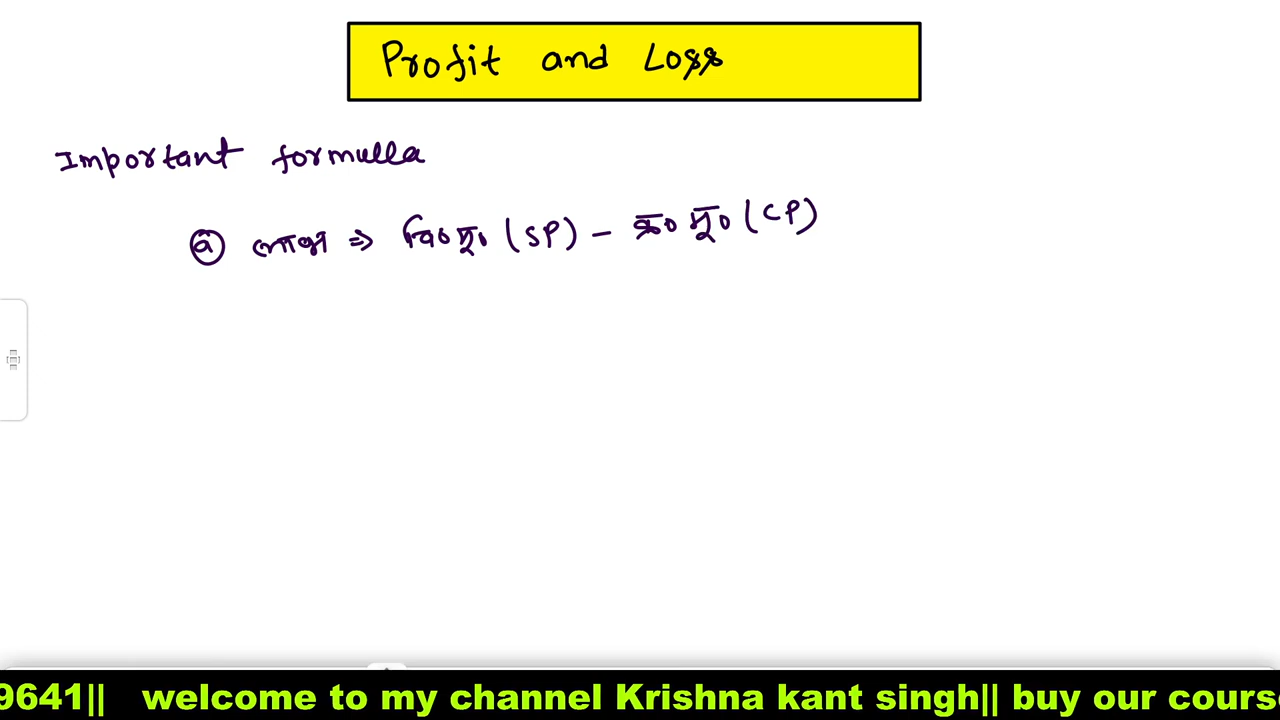 Profit and Loss
Important formulla
(a) लाभ ⇒ वि०मू० (SP) - क्र० मू० (CP)
9641|| welcome to my channel Krishna kant singh|| buy our cours